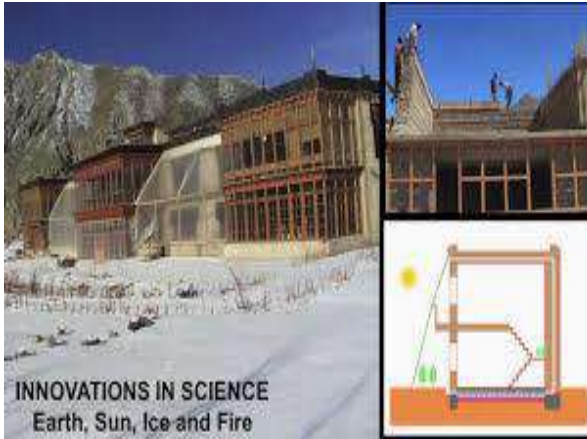 INNOVATIONS IN SCIENCE
Earth, Sun, Ice and Fire